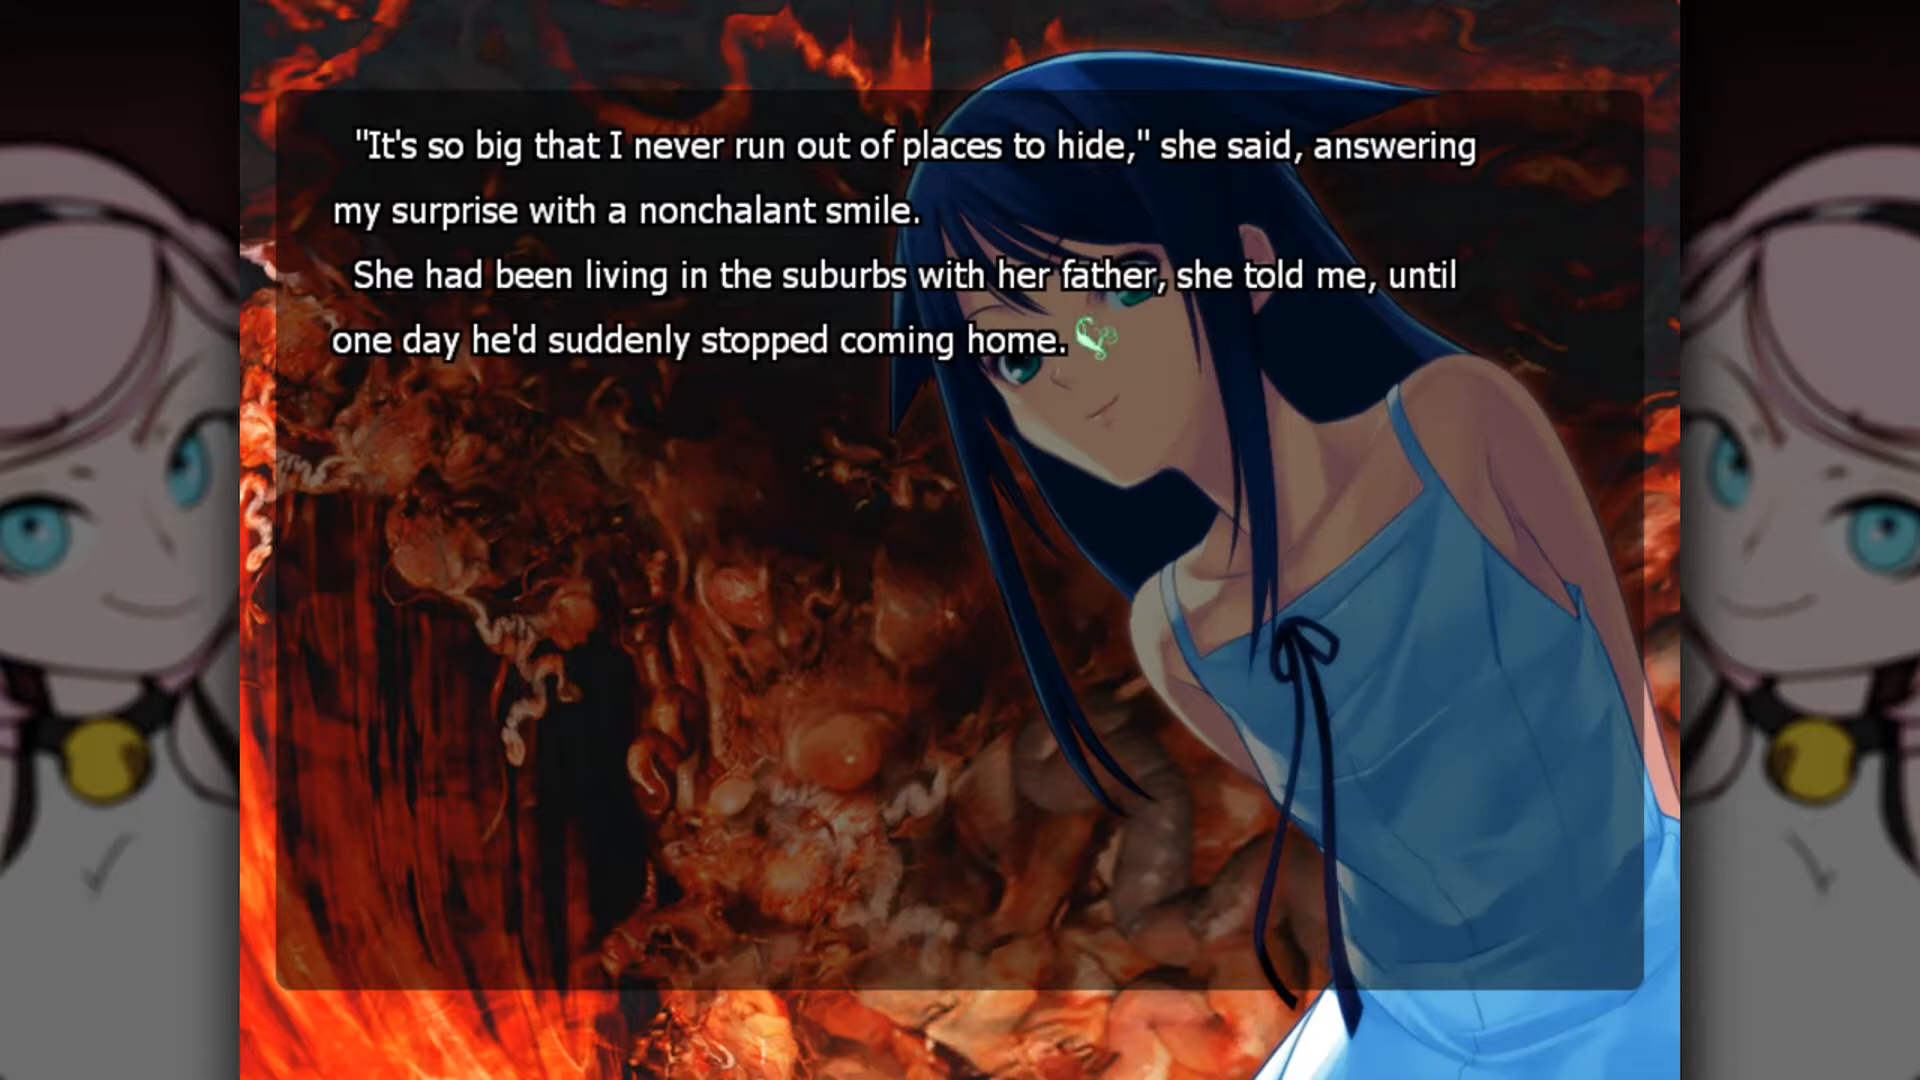 "It's so big that I never run out of places to hide," she said, answering
my surprise with a nonchalant smile.
She had been living in the suburbs with her father, she told me, until
one day he'd suddenly stopped coming home.